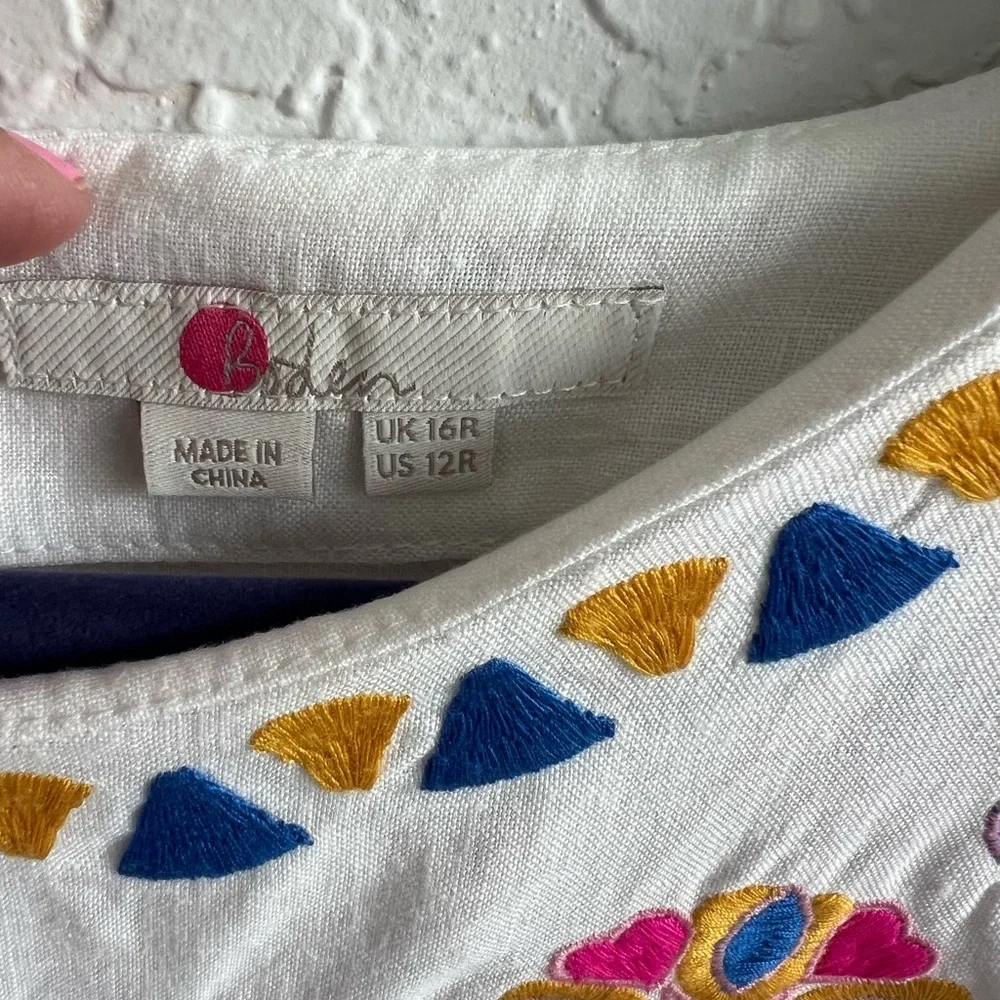 Boden
MADE IN
CHINA
UK 16R
US 12R